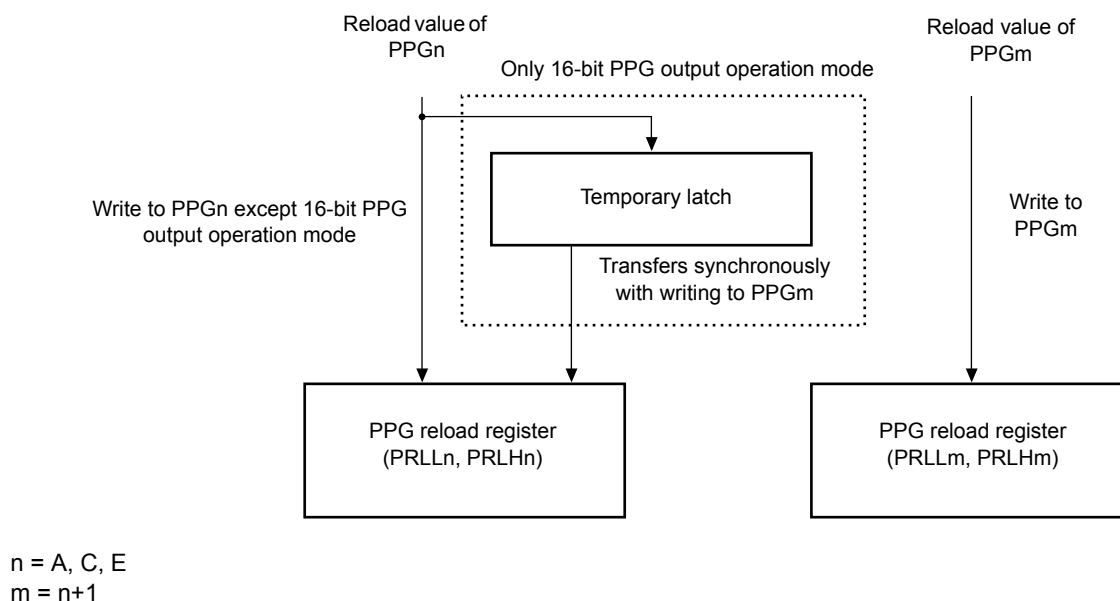 Reload value of
PPGn
Reload value of
PPGm
Only 16-bit PPG output operation mode
Temporary latch
Write to PPGn except 16-bit PPG
output operation mode
Write to
PPGm
Transfers synchronously
with writing to PPGm
PPG reload register
(PRLLn, PRLHn)
PPG reload register
(PRLLm, PRLHm)
n = A, C, E
m = n+1